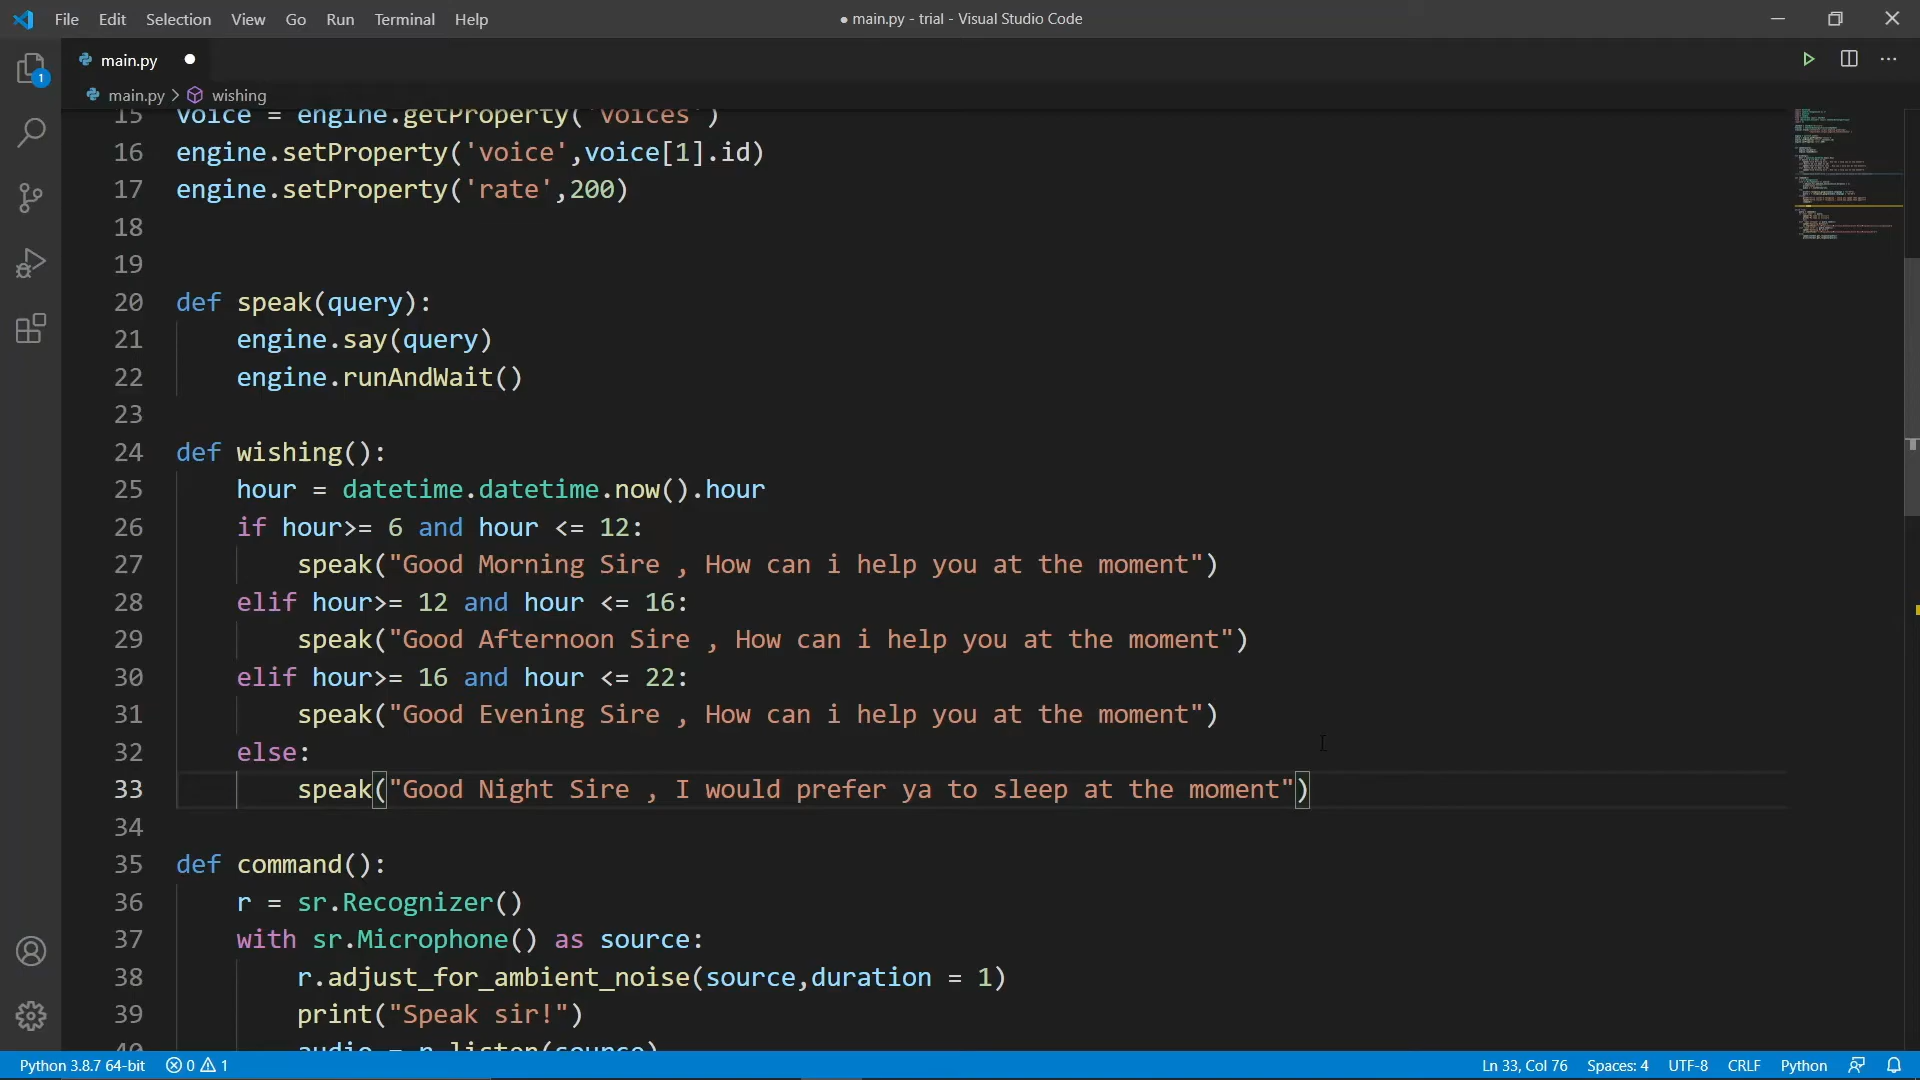 File Edit Selection View Go Run Terminal Help
● main.py - trial - Visual Studio Code
1
main.py ●
main.py > wishing
15 voice = engine.getProperty('voices')
16 engine.setProperty('voice',voice[1].id)
17 engine.setProperty('rate',200)
18
19
20 def speak(query):
21 engine.say(query)
22 engine.runAndWait()
23
24 def wishing():
25 hour = datetime.datetime.now().hour
26 if hour>= 6 and hour <= 12:
27 speak("Good Morning Sire , How can i help you at the moment")
28 elif hour>= 12 and hour <= 16:
29 speak("Good Afternoon Sire , How can i help you at the moment")
30 elif hour>= 16 and hour <= 22:
31 speak("Good Evening Sire , How can i help you at the moment")
32 else:
33 speak("Good Night Sire , I would prefer ya to sleep at the moment")
34
35 def command():
36 r = sr.Recognizer()
37 with sr.Microphone() as source:
38 r.adjust_for_ambient_noise(source,duration = 1)
39 print("Speak sir!")
40 audio = r.listen(source)
Python 3.8.7 64-bit 0 1 Ln 33, Col 76 Spaces: 4 UTF-8 CRLF Python